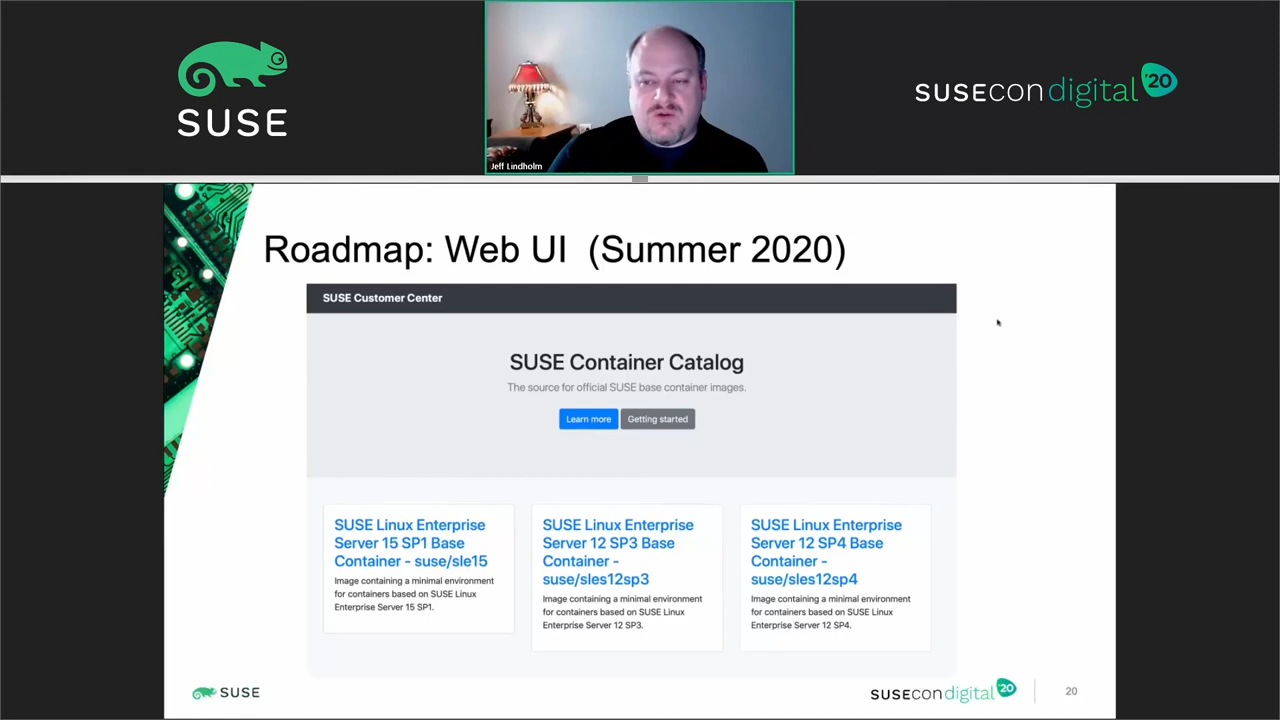 SUSE
Jeff Lindholm
SUSEcon digital '20
Roadmap: Web UI (Summer 2020)
SUSE Customer Center
SUSE Container Catalog
The source for official SUSE base container images.
Learn more
Getting started
SUSE Linux Enterprise
Server 15 SP1 Base
Container - suse/sle15
Image containing a minimal environment
for containers based on SUSE Linux
Enterprise Server 15 SP1.
SUSE Linux Enterprise
Server 12 SP3 Base
Container -
suse/sles12sp3
Image containing a minimal environment
for containers based on SUSE Linux
Enterprise Server 12 SP3.
SUSE Linux Enterprise
Server 12 SP4 Base
Container -
suse/sles12sp4
Image containing a minimal environment
for containers based on SUSE Linux
Enterprise Server 12 SP4.
SUSE
SUSEcon digital '20
20